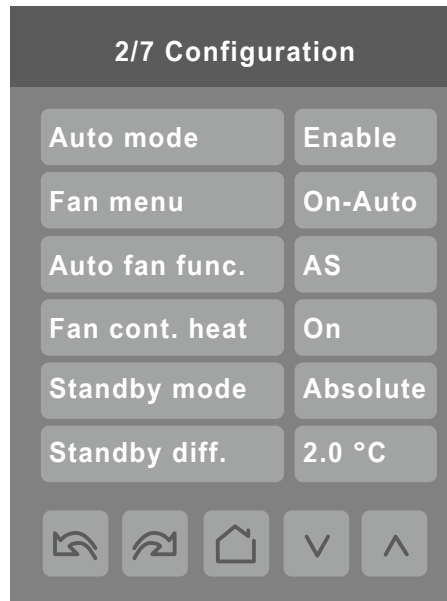 2/7 Configuration
Auto mode Enable
Fan menu On-Auto
Auto fan func. AS
Fan cont. heat On
Standby mode Absolute
Standby diff. 2.0 °C